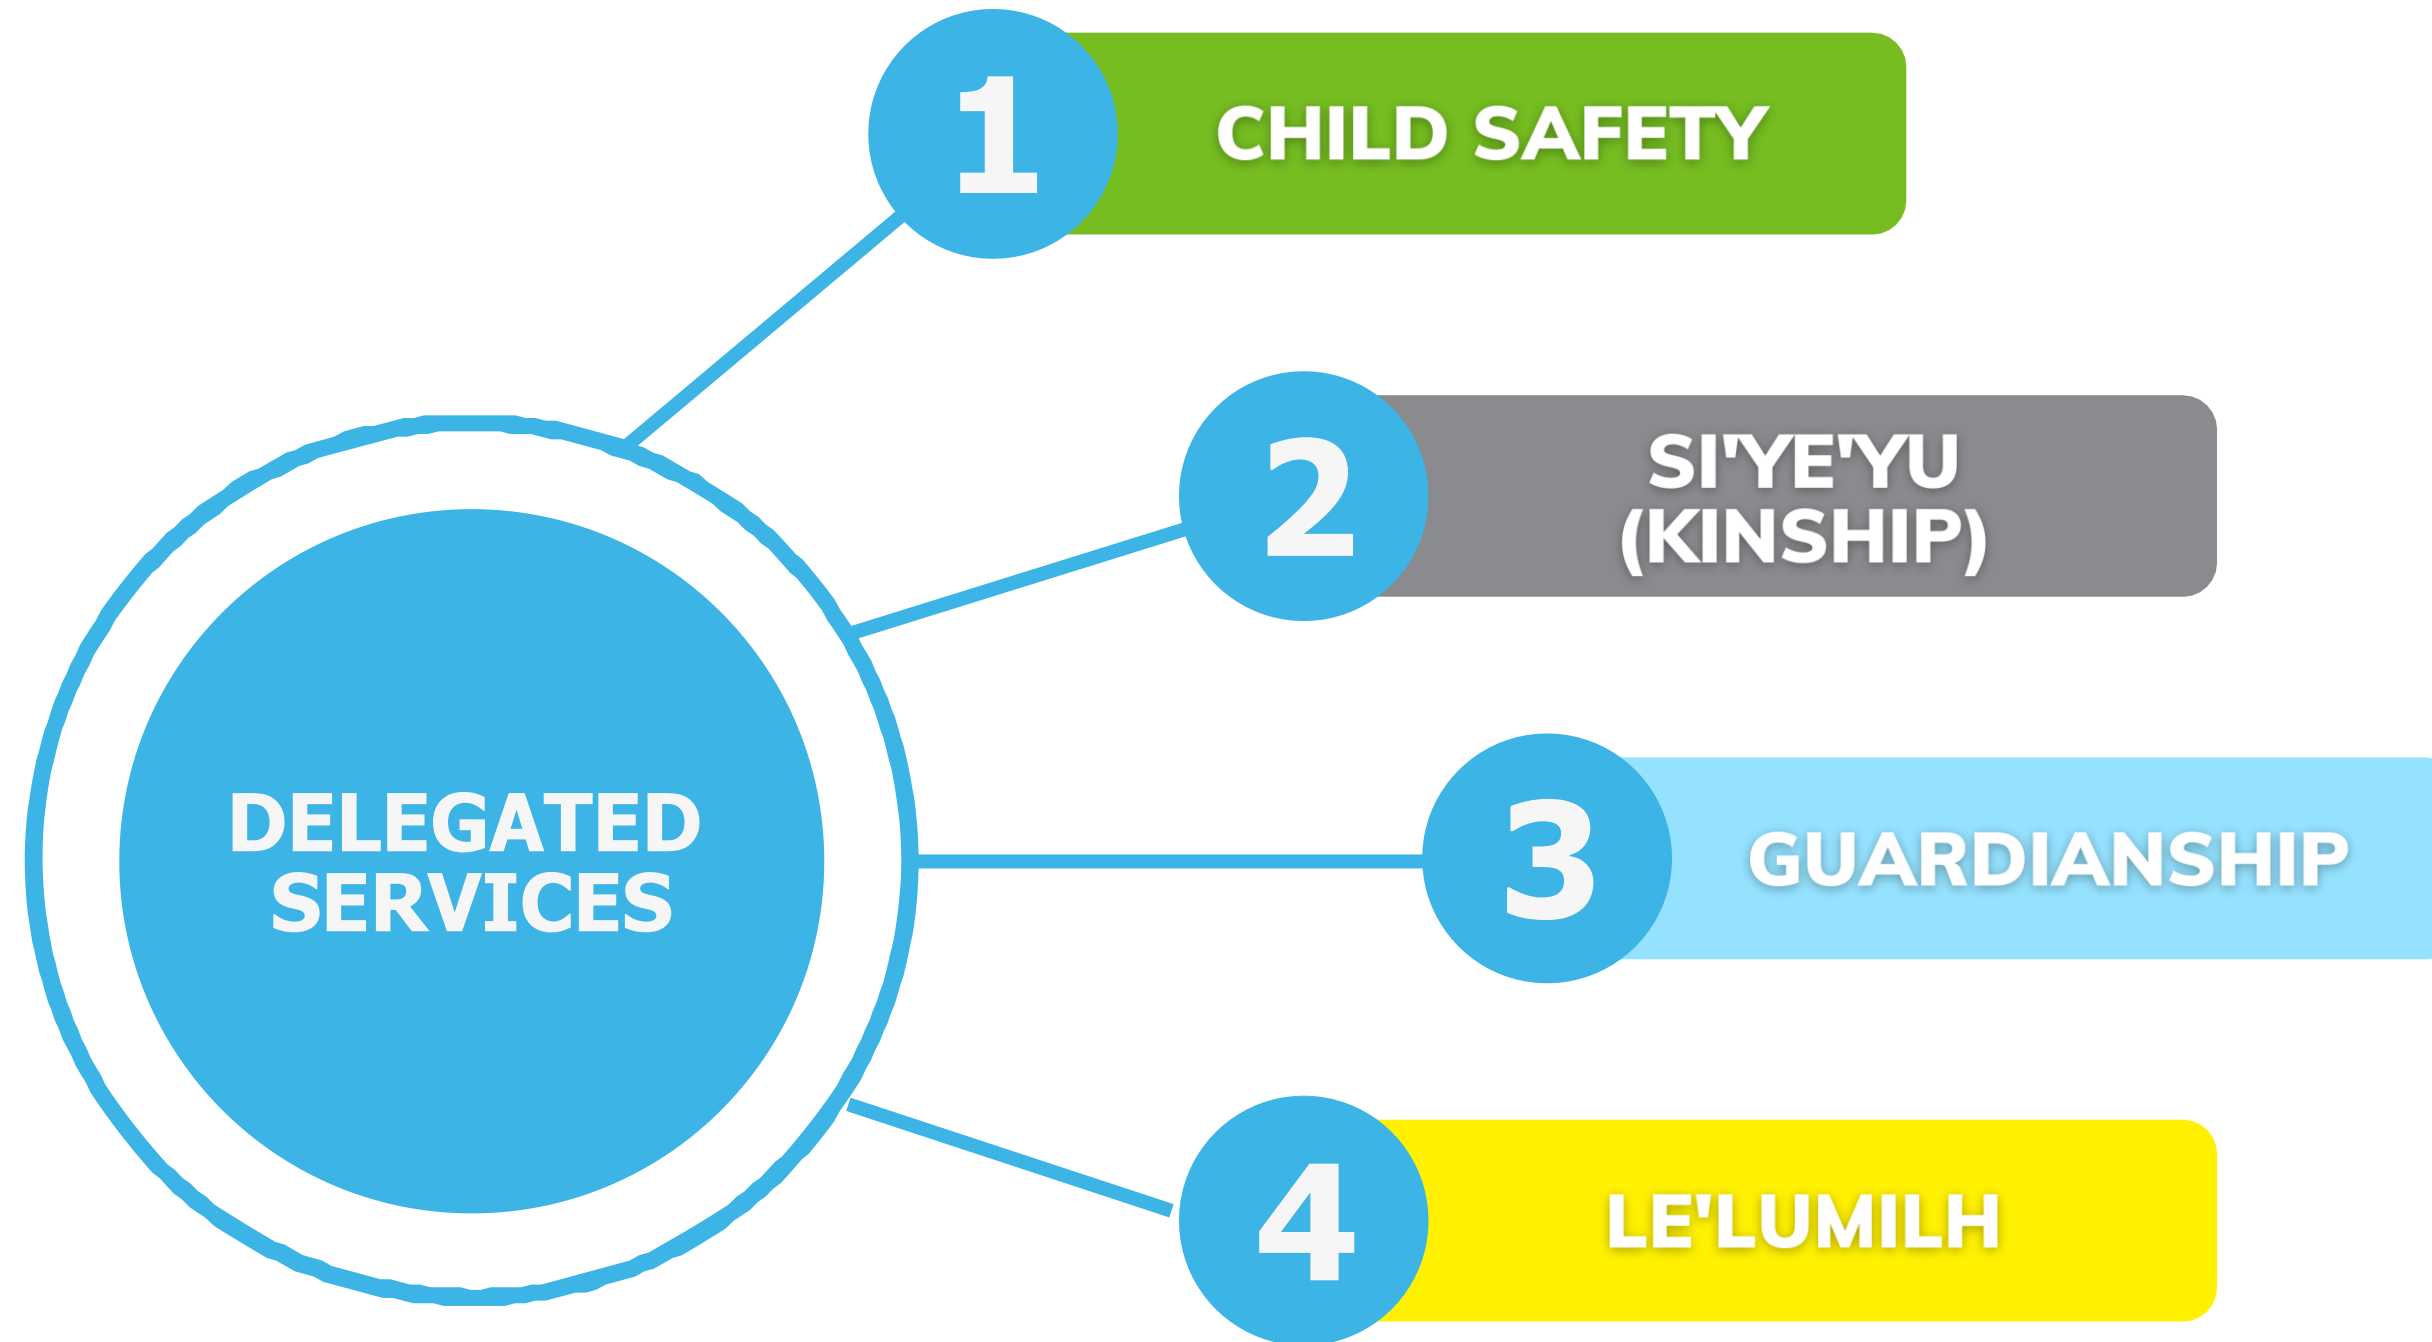 1
CHILD SAFETY
2
SI'YE'YU
(KINSHIP)
DELEGATED
SERVICES
3
GUARDIANSHIP
4
LE'LUMILH